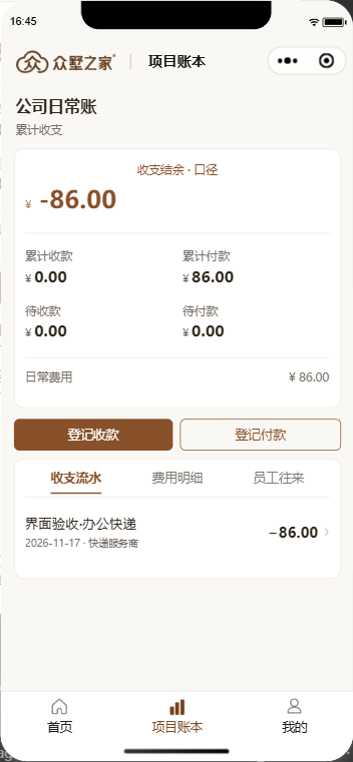 16:45
众墅之家 项目账本
公司日常账
累计收支
收支结余 · 口径
¥ -86.00
累计收款 累计付款
¥ 0.00 ¥ 86.00
待收款 待付款
¥ 0.00 ¥ 0.00
日常费用 ¥ 86.00
登记收款 登记付款
收支流水 费用明细 员工往来
界面验收·办公快递
−86.00
2026-11-17 · 快递服务商
首页 项目账本 我的